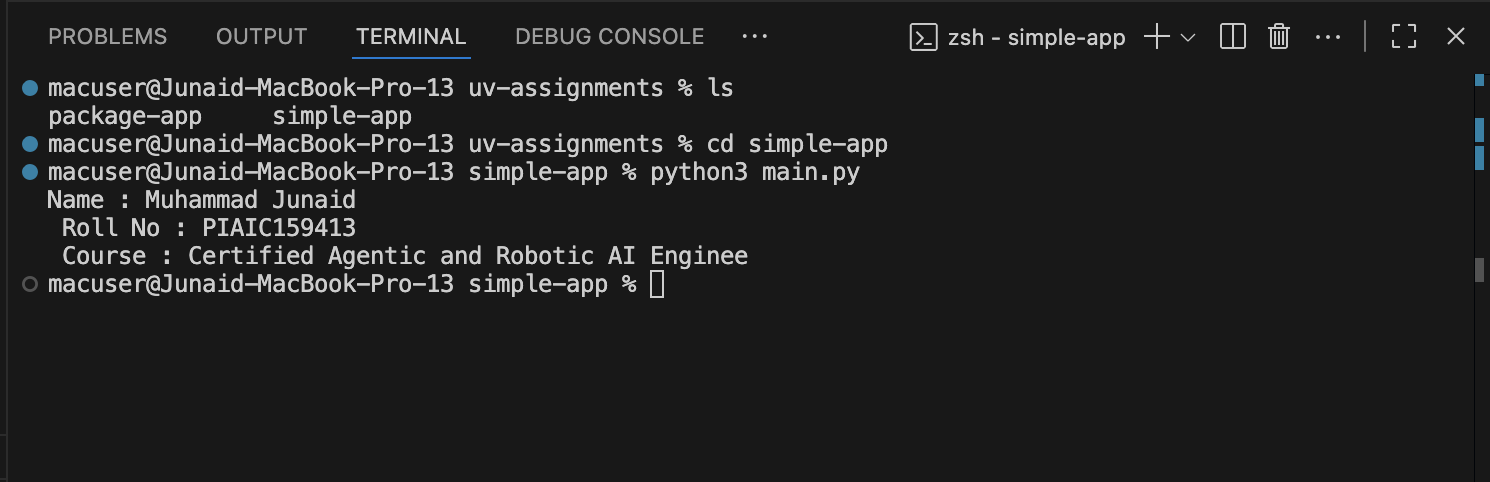 PROBLEMS OUTPUT TERMINAL DEBUG CONSOLE ··· zsh - simple-app ···
macuser@Junaid-MacBook-Pro-13 uv-assignments % ls
package-app     simple-app
macuser@Junaid-MacBook-Pro-13 uv-assignments % cd simple-app
macuser@Junaid-MacBook-Pro-13 simple-app % python3 main.py
Name : Muhammad Junaid
 Roll No : PIAIC159413
 Course : Certified Agentic and Robotic AI Enginee
macuser@Junaid-MacBook-Pro-13 simple-app %